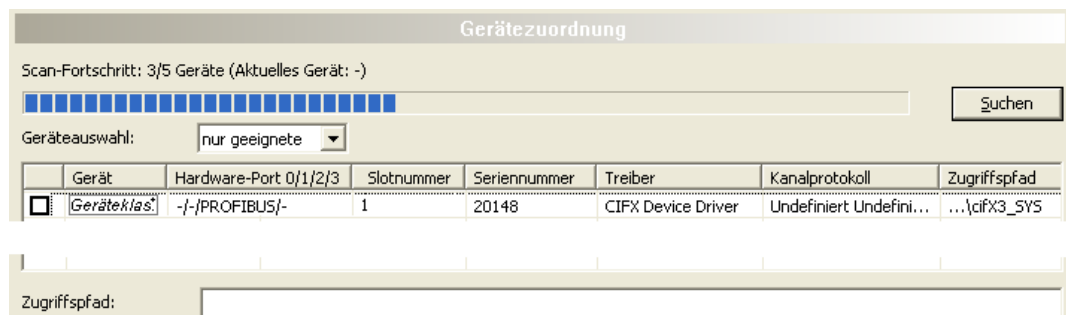 Gerätezuordnung
Scan-Fortschritt: 3/5 Geräte (Aktuelles Gerät: -)
Suchen
Geräteauswahl: nur geeignete
Gerät Hardware-Port 0/1/2/3 Slotnummer Seriennummer Treiber Kanalprotokoll Zugriffspfad
Geräteklas. -/-/PROFIBUS/- 1 20148 CIFX Device Driver Undefiniert Undefini... ...\cifX3_SYS
Zugriffspfad: